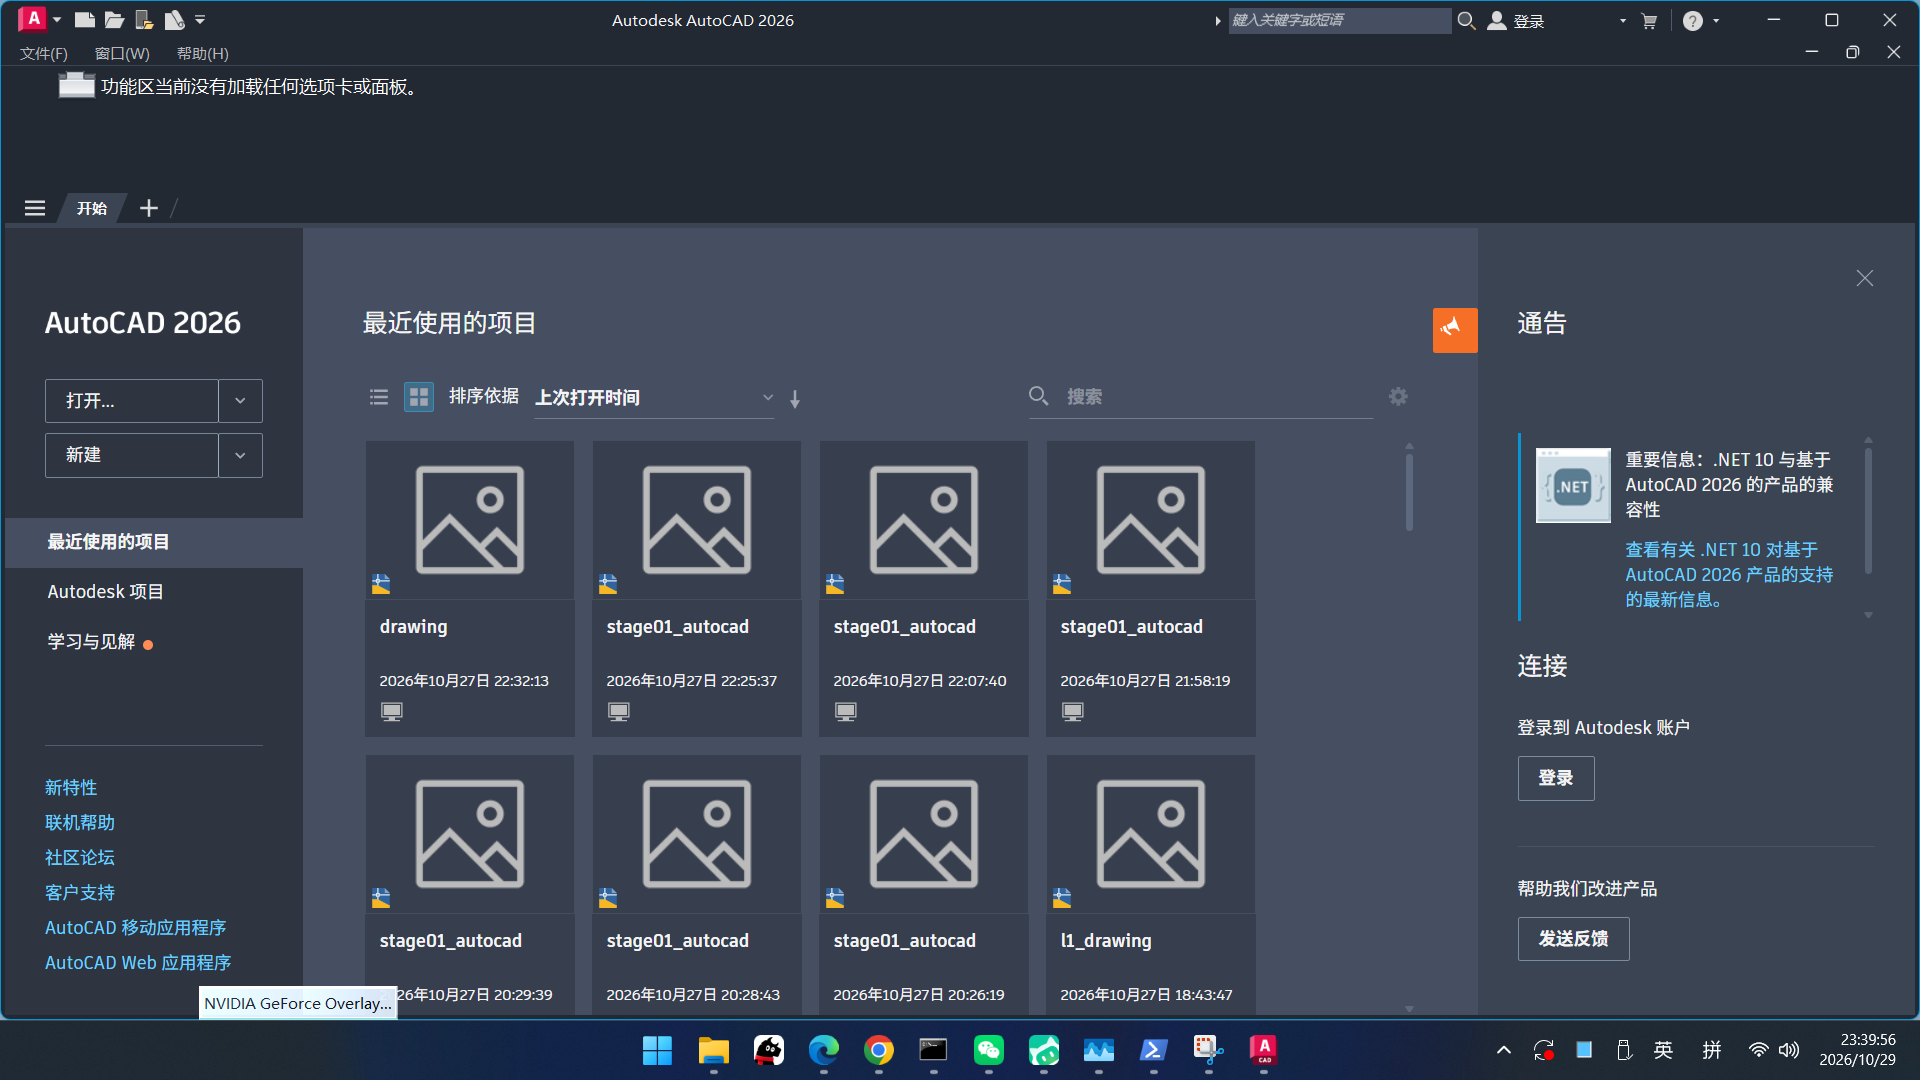 A
Autodesk AutoCAD 2026
键入关键字或短语
登录
文件(F) 窗口(W) 帮助(H)
功能区当前没有加载任何选项卡或面板。
开始
AutoCAD 2026
打开...
新建
最近使用的项目
Autodesk 项目
学习与见解
新特性
联机帮助
社区论坛
客户支持
AutoCAD 移动应用程序
AutoCAD Web 应用程序
NVIDIA GeForce Overlay...
最近使用的项目
排序依据 上次打开时间
搜索
drawing
2026年10月27日 22:32:13
stage01_autocad
2026年10月27日 22:25:37
stage01_autocad
2026年10月27日 22:07:40
stage01_autocad
2026年10月27日 21:58:19
stage01_autocad
26年10月27日 20:29:39
stage01_autocad
2026年10月27日 20:28:43
stage01_autocad
2026年10月27日 20:26:19
l1_drawing
2026年10月27日 18:43:47
通告
.NET
重要信息：.NET 10 与基于
AutoCAD 2026 的产品的兼
容性
查看有关 .NET 10 对基于
AutoCAD 2026 产品的支持
的最新信息。
连接
登录到 Autodesk 账户
登录
帮助我们改进产品
发送反馈
A
CAD
英
拼
23:39:56
2026/10/29